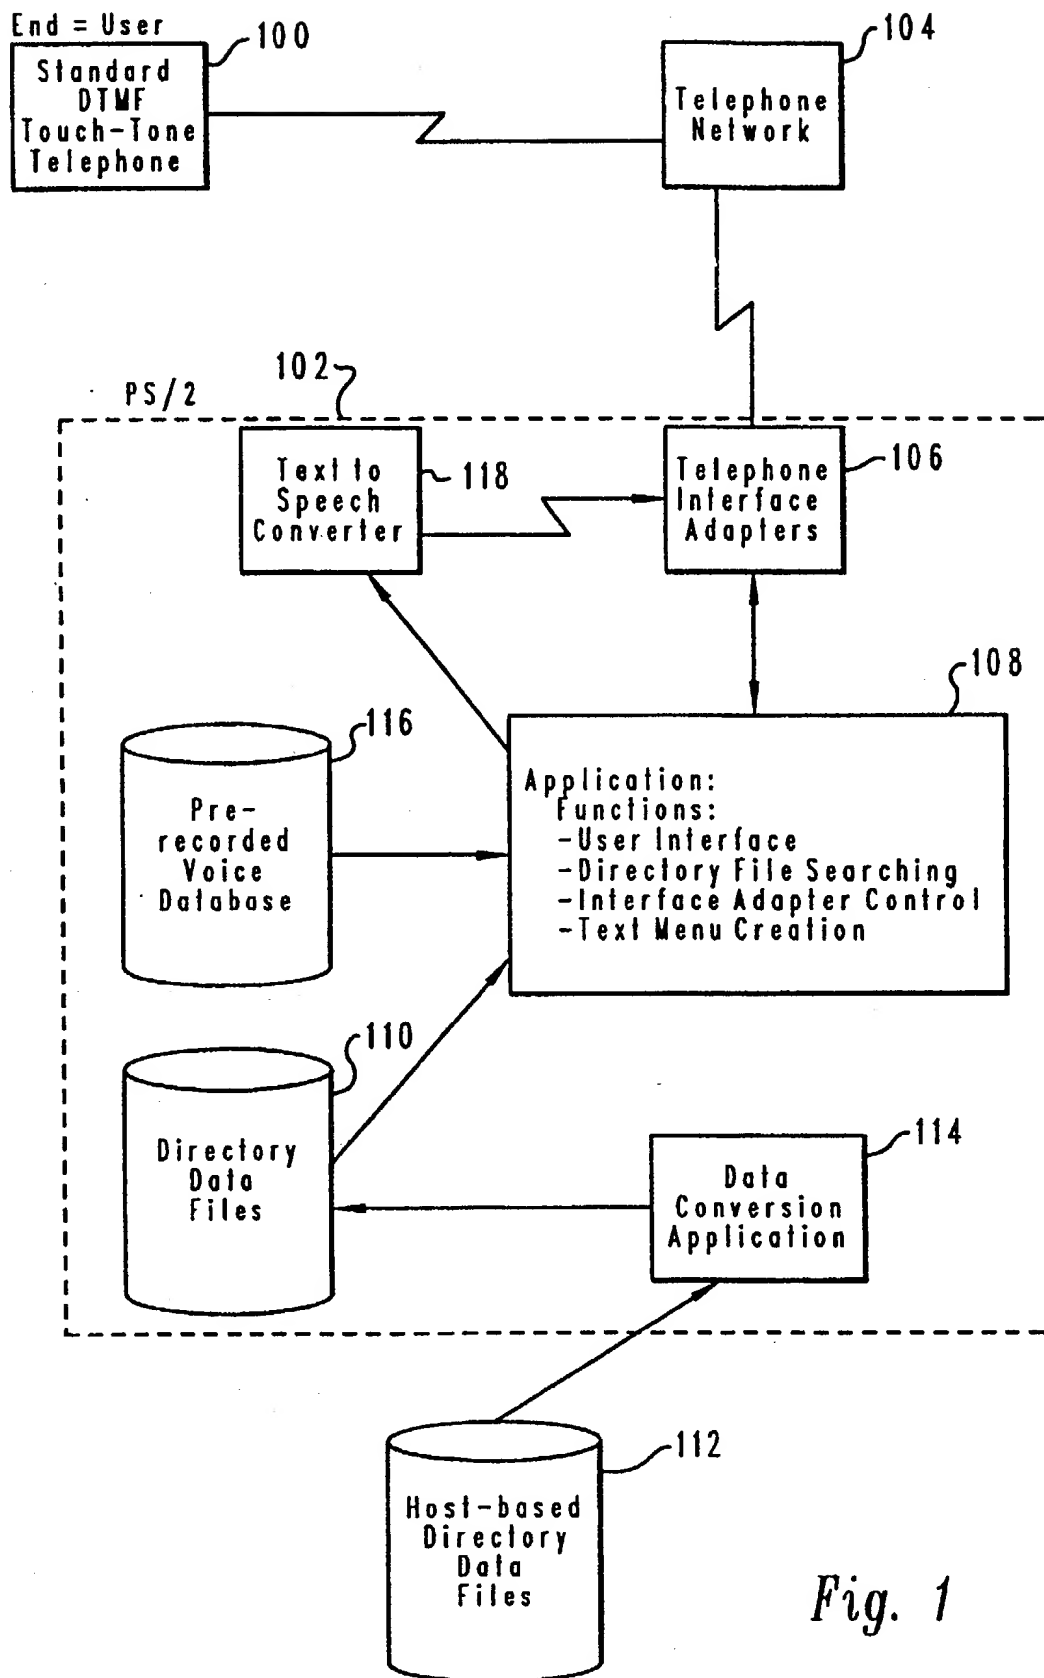 End = User
100
Standard
DTMF
Touch-Tone
Telephone
104
Telephone
Network
PS/2
102
Text to
Speech
Converter
118
Telephone
Interface
Adapters
106
108
Application:
Functions:
-User Interface
-Directory File Searching
-Interface Adapter Control
-Text Menu Creation
116
Pre-
recorded
Voice
Database
110
Directory
Data
Files
114
Data
Conversion
Application
112
Host-based
Directory
Data
Files
Fig. 1